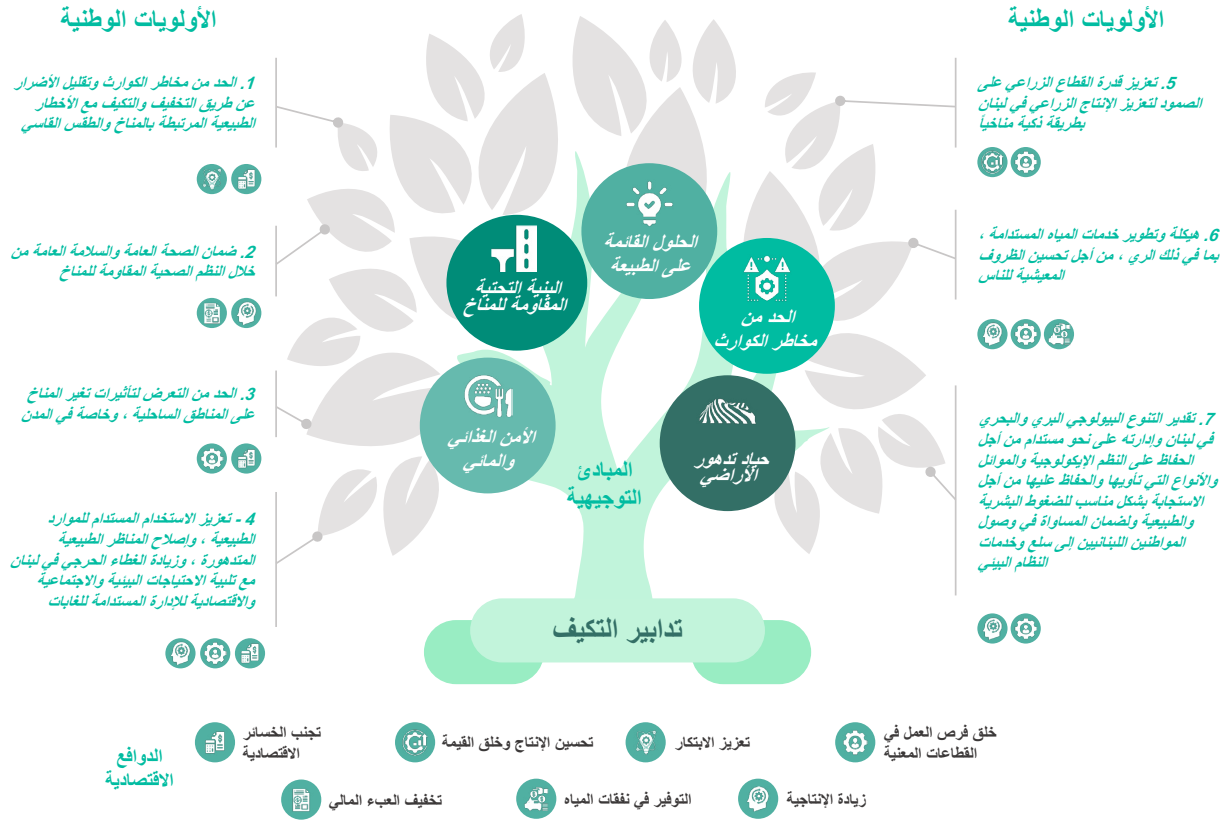 الأولويات الوطنية
1. الحد من مخاطر الكوارث وتقليل الأضرار
عن طريق التخفيف والتكيف مع الأخطار
الطبيعية المرتبطة بالمناخ والطقس القاسي
2. ضمان الصحة العامة والسلامة العامة من
خلال النظم الصحية المقاومة للمناخ
3. الحد من التعرض لتأثيرات تغير المناخ
على المناطق الساحلية ، وخاصة في المدن
4 - تعزيز الاستخدام المستدام للموارد
الطبيعية ، وإصلاح المناظر الطبيعية
المتدهورة ، وزيادة الغطاء الحرجي في لبنان
مع تلبية الاحتياجات البيئية والاجتماعية
والاقتصادية للإدارة المستدامة للغابات
الأولويات الوطنية
5. تعزيز قدرة القطاع الزراعي على
الصمود لتعزيز الإنتاج الزراعي في لبنان
بطريقة ذكية مناخياً
6. هيكلة وتطوير خدمات المياه المستدامة ،
بما في ذلك الري ، من أجل تحسين الظروف
المعيشية للناس
7. تقدير التنوع البيولوجي البري والبحري
في لبنان وإدارته على نحو مستدام من أجل
الحفاظ على النظم الإيكولوجية والموائل
والأنواع التي تأويها والحفاظ عليها من أجل
الاستجابة بشكل مناسب للضغوط البشرية
والطبيعية ولضمان المساواة في وصول
المواطنين اللبنانيين إلى سلع وخدمات
النظام البيئي
الحلول القائمة
على الطبيعة
البنية التحتية
المقاومة للمناخ
الحد من
مخاطر الكوارث
الأمن الغذائي
والمائي
حياد تدهور
الأراضي
المبادئ
التوجيهية
تدابير التكيف
الدوافع
الاقتصادية
خلق فرص العمل في
القطاعات المعنية
تعزيز الابتكار
تحسين الإنتاج وخلق القيمة
تجنب الخسائر
الاقتصادية
زيادة الإنتاجية
التوفير في نفقات المياه
تخفيف العبء المالي